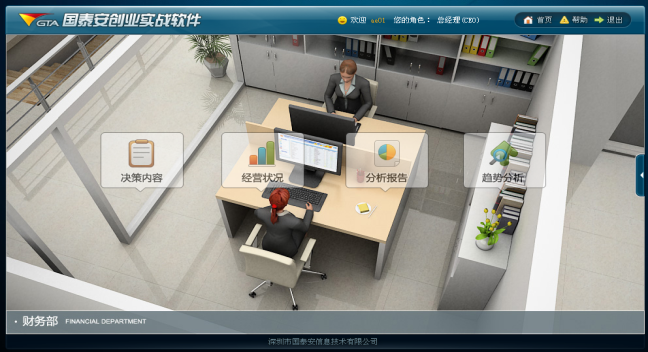 GTA 国泰安创业实战软件
欢迎 ae01 您的角色： 总经理(CEO) 首页 帮助 退出
决策内容 经营状况 分析报告 趋势分析
财务部 FINANCIAL DEPARTMENT
深圳市国泰安信息技术有限公司